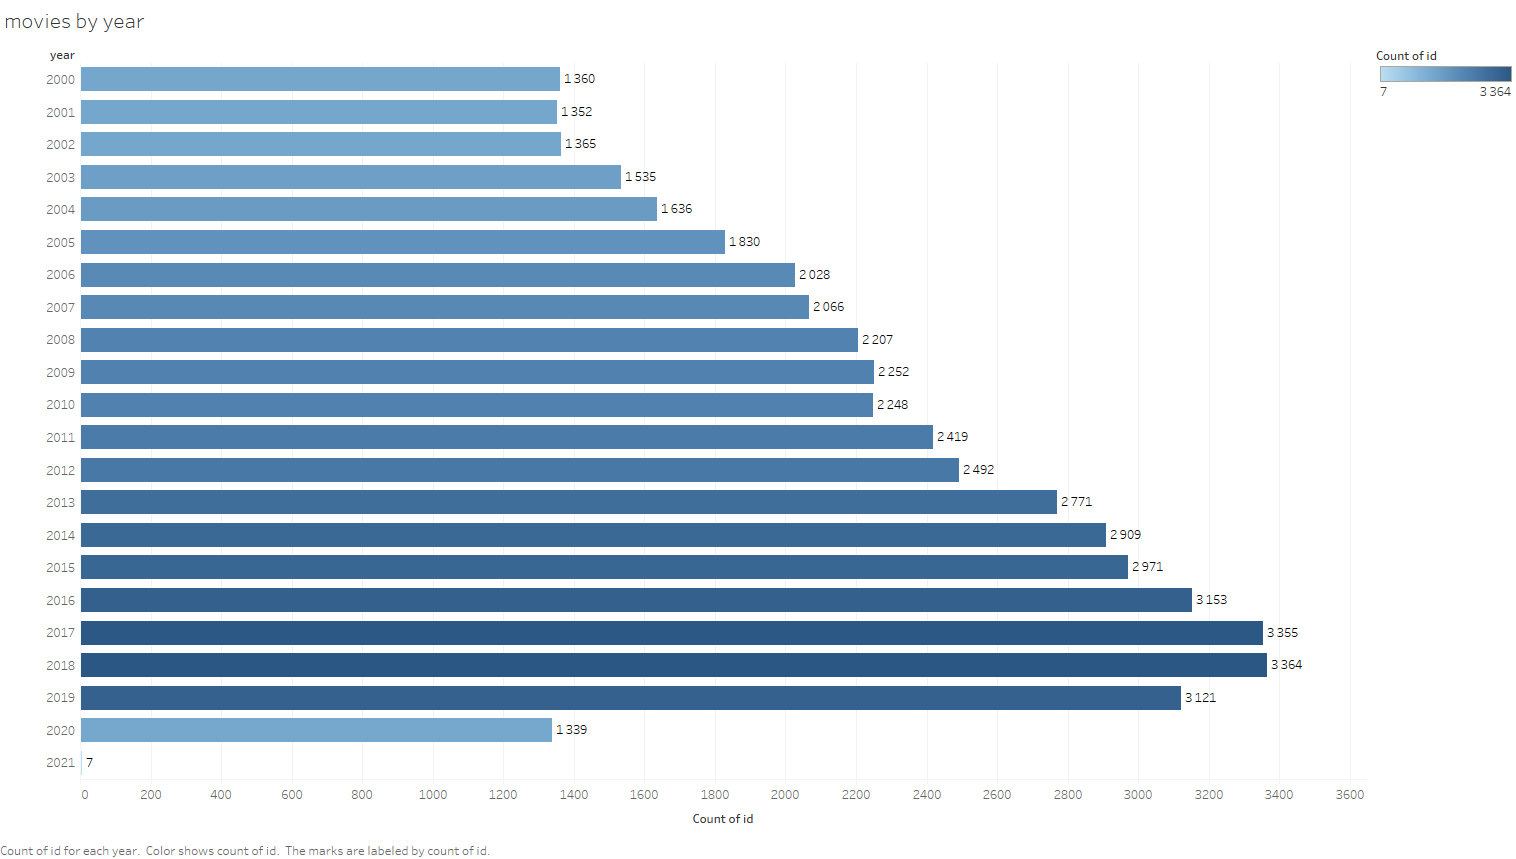 movies by year
year
Count of id
7 3 364
2000 1 360
2001 1 352
2002 1 365
2003 1 535
2004 1 636
2005 1 830
2006 2 028
2007 2 066
2008 2 207
2009 2 252
2010 2 248
2011 2 419
2012 2 492
2013 2 771
2014 2 909
2015 2 971
2016 3 153
2017 3 355
2018 3 364
2019 3 121
2020 1 339
2021 7
0 200 400 600 800 1000 1200 1400 1600 1800 2000 2200 2400 2600 2800 3000 3200 3400 3600
Count of id
Count of id for each year. Color shows count of id. The marks are labeled by count of id.